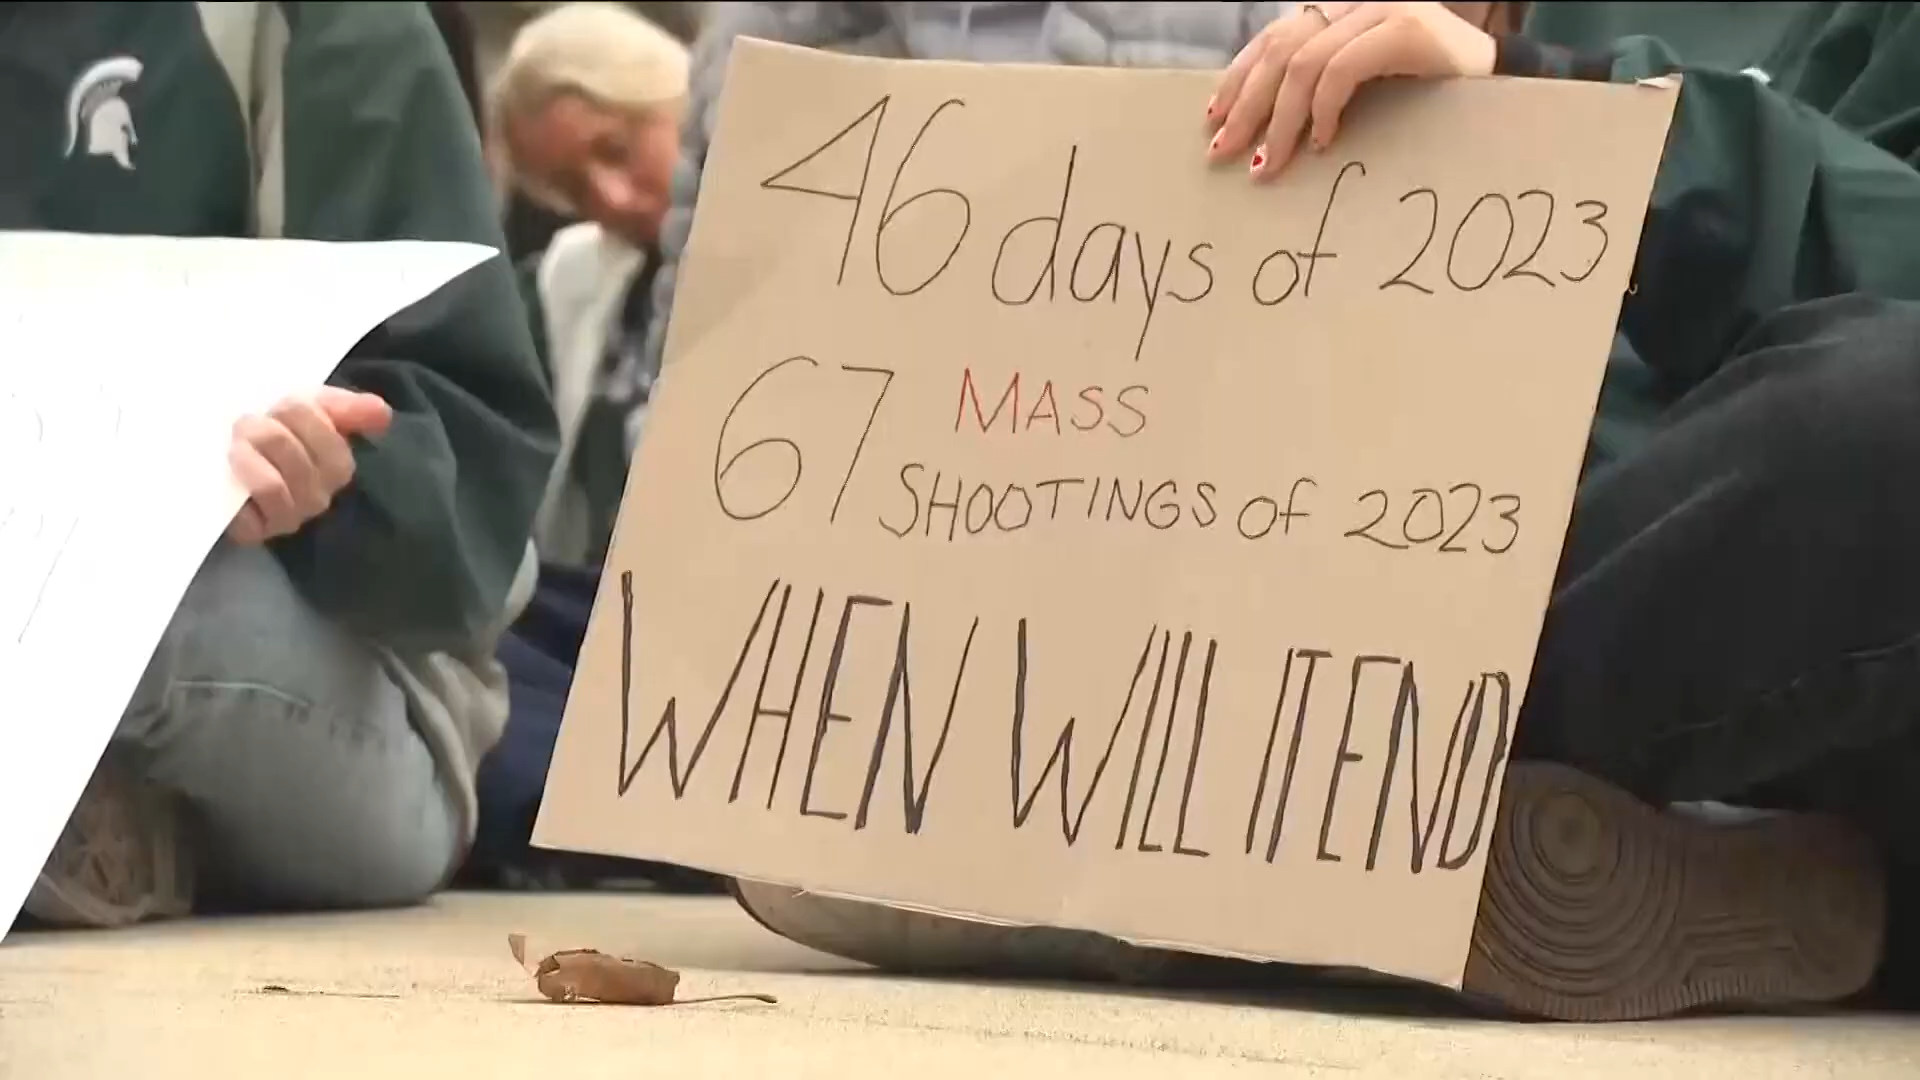 46 days of 2023
67 MASS
SHOOTINGS of 2023
WHEN WILL IT END